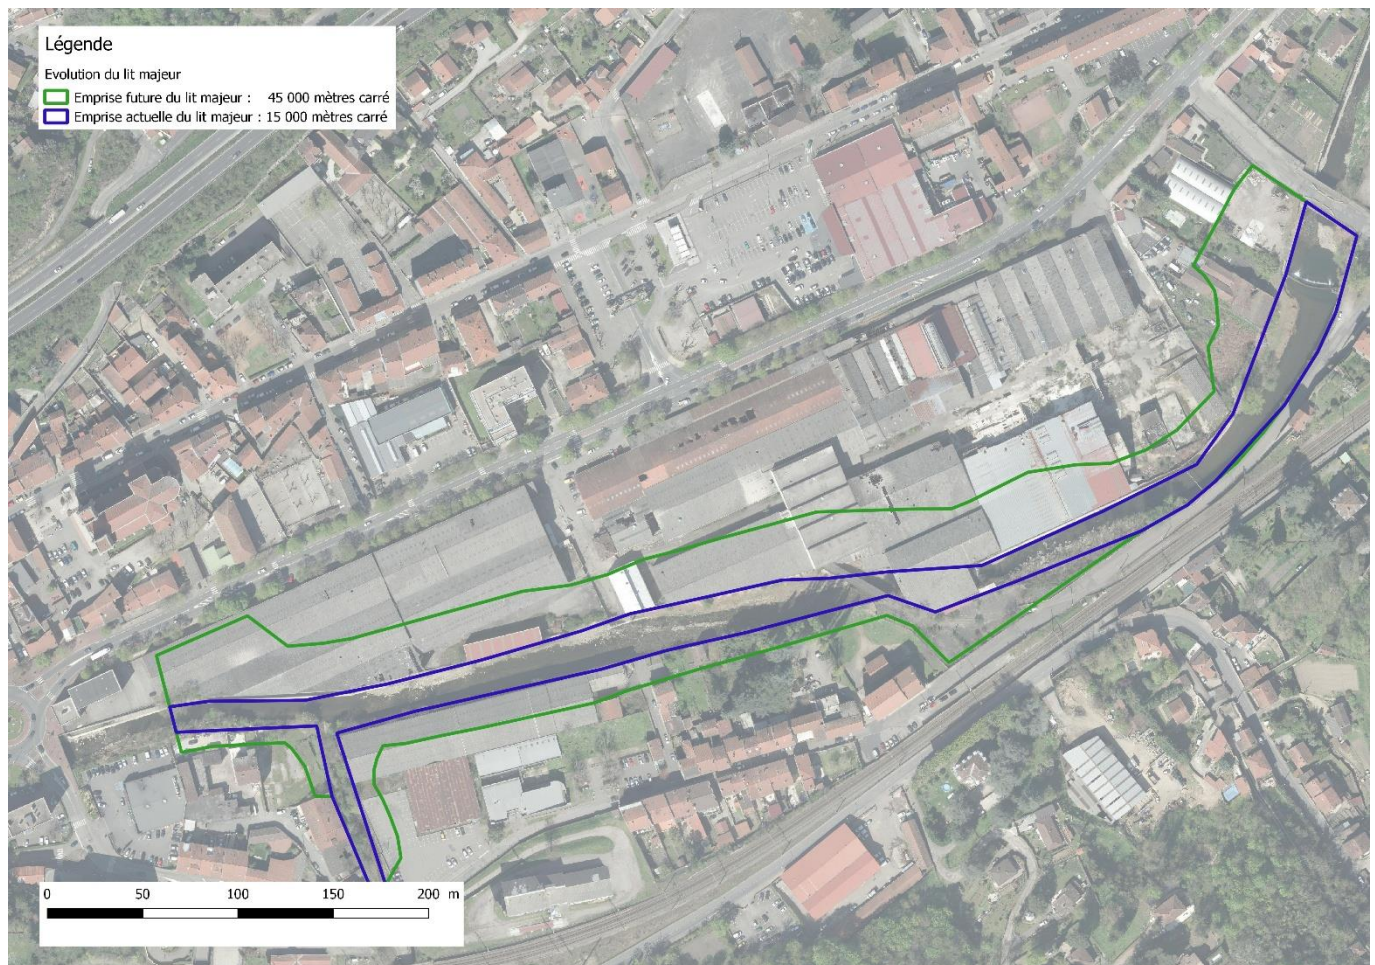 Légende
Evolution du lit majeur
Emprise future du lit majeur : 45 000 mètres carré
Emprise actuelle du lit majeur : 15 000 mètres carré
0 50 100 150 200 m